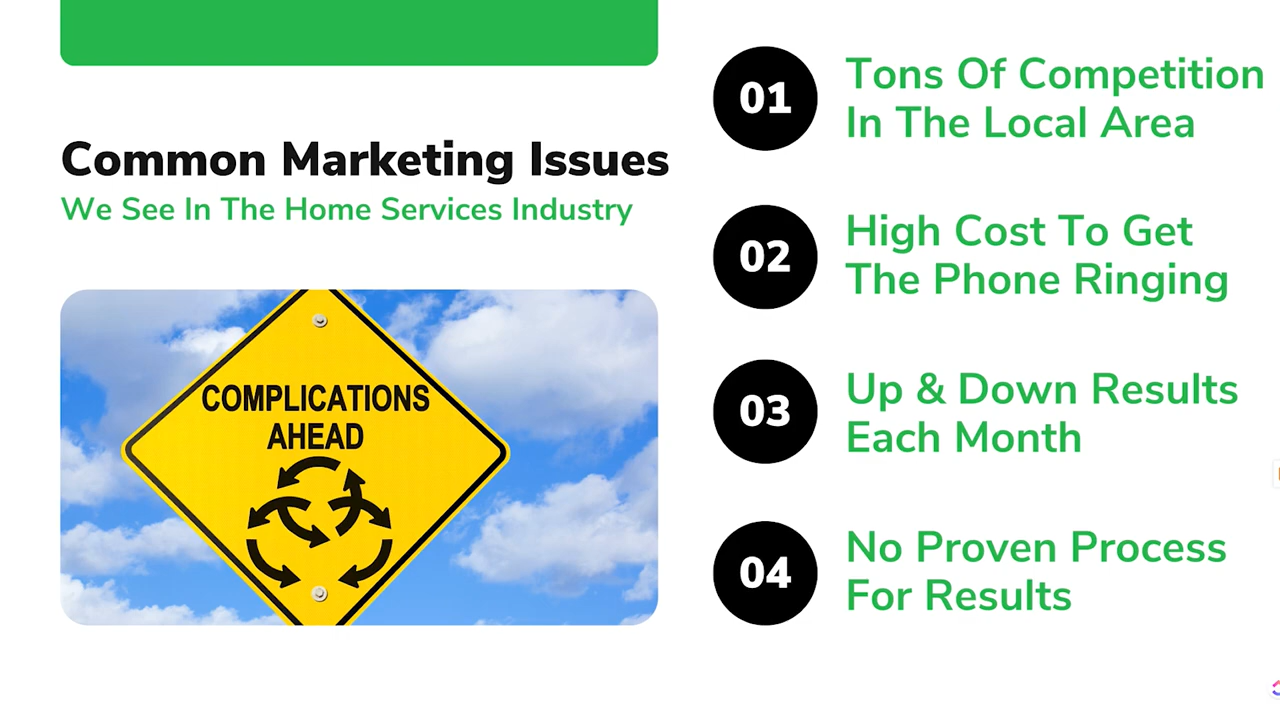 Common Marketing Issues
We See In The Home Services Industry
COMPLICATIONS
AHEAD
01
Tons Of Competition
In The Local Area
02
High Cost To Get
The Phone Ringing
03
Up & Down Results
Each Month
04
No Proven Process
For Results